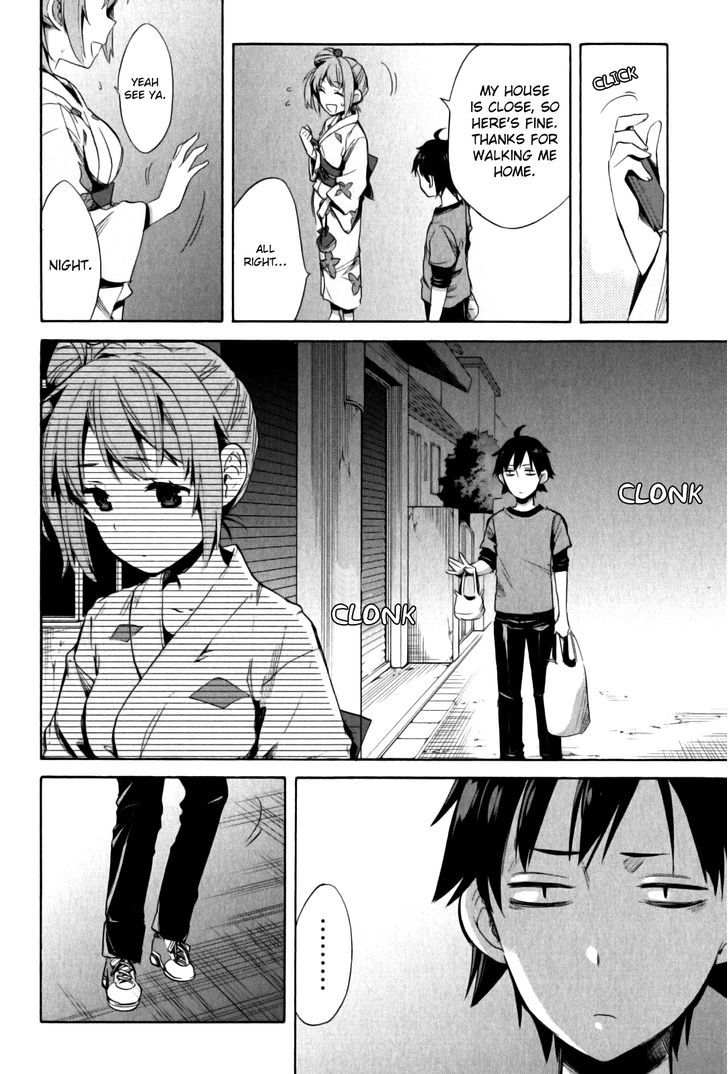 CLICK
MY HOUSE
IS CLOSE, SO
HERE'S FINE.
THANKS FOR
WALKING ME
HOME.
ALL
RIGHT...
YEAH
SEE YA.
NIGHT.
CLONK
CLONK
.........